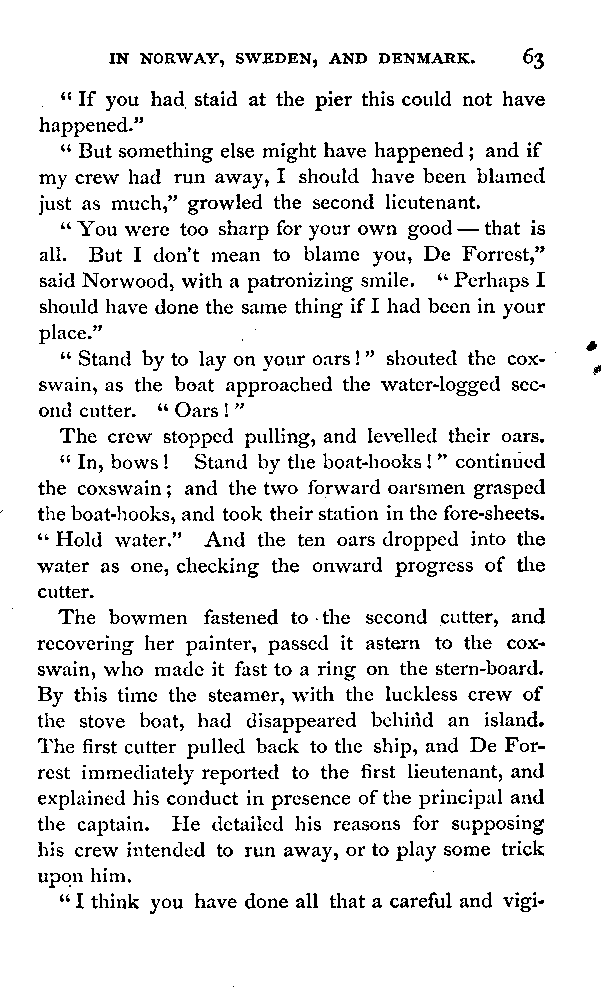 IN NORWAY, SWEDEN, AND DENMARK. 63
“ If you had staid at the pier this could not have
happened.”
“ But something else might have happened ; and if
my crew had run away, I should have been blamed
just as much,” growled the second lieutenant.
“ You were too sharp for your own good — that is
all. But I don’t mean to blame you, De Forrest,”
said Norwood, with a patronizing smile. “ Perhaps I
should have done the same thing if I had been in your
place.”
“ Stand by to lay on your oars ! ” shouted the cox-
swain, as the boat approached the water-logged sec-
ond cutter. “ Oars ! ”
The crew stopped pulling, and levelled their oars.
“ In, bows ! Stand by the boat-hooks ! ” continued
the coxswain ; and the two forward oarsmen grasped
the boat-hooks, and took their station in the fore-sheets.
“ Hold water.” And the ten oars dropped into the
water as one, checking the onward progress of the
cutter.
The bowmen fastened to the second cutter, and
recovering her painter, passed it astern to the cox-
swain, who made it fast to a ring on the stern-board.
By this time the steamer, with the luckless crew of
the stove boat, had disappeared behind an island.
The first cutter pulled back to the ship, and De For-
rest immediately reported to the first lieutenant, and
explained his conduct in presence of the principal and
the captain. He detailed his reasons for supposing
his crew intended to run away, or to play some trick
upon him.
“ I think you have done all that a careful and vigi-